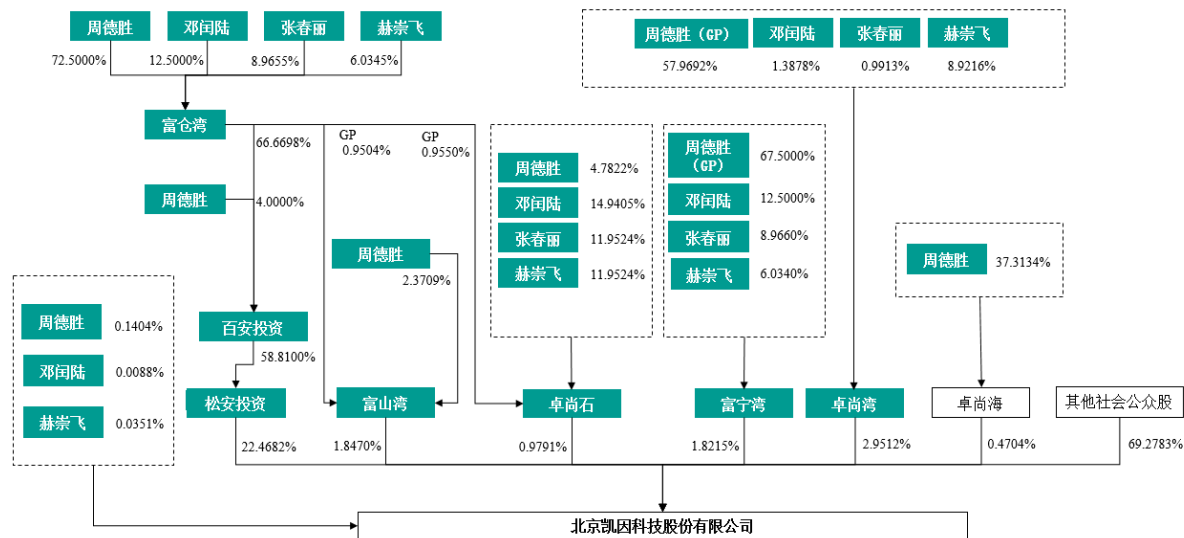 周德胜
邓闰陆
张春丽
赫崇飞
72.5000%
12.5000%
8.9655%
6.0345%
周德胜（GP）
邓闰陆
张春丽
赫崇飞
57.9692%
1.3878%
0.9913%
8.9216%
富仓湾
66.6698%
GP
0.9504%
GP
0.9550%
周德胜
4.0000%
周德胜
2.3709%
周德胜
4.7822%
邓闰陆
14.9405%
张春丽
11.9524%
赫崇飞
11.9524%
周德胜
（GP）
67.5000%
邓闰陆
12.5000%
张春丽
8.9660%
赫崇飞
6.0340%
周德胜
37.3134%
周德胜
0.1404%
邓闰陆
0.0088%
赫崇飞
0.0351%
百安投资
58.8100%
松安投资
富山湾
卓尚石
富宁湾
卓尚湾
卓尚海
其他社会公众股
22.4682%
1.8470%
0.9791%
1.8215%
2.9512%
0.4704%
69.2783%
北京凯因科技股份有限公司